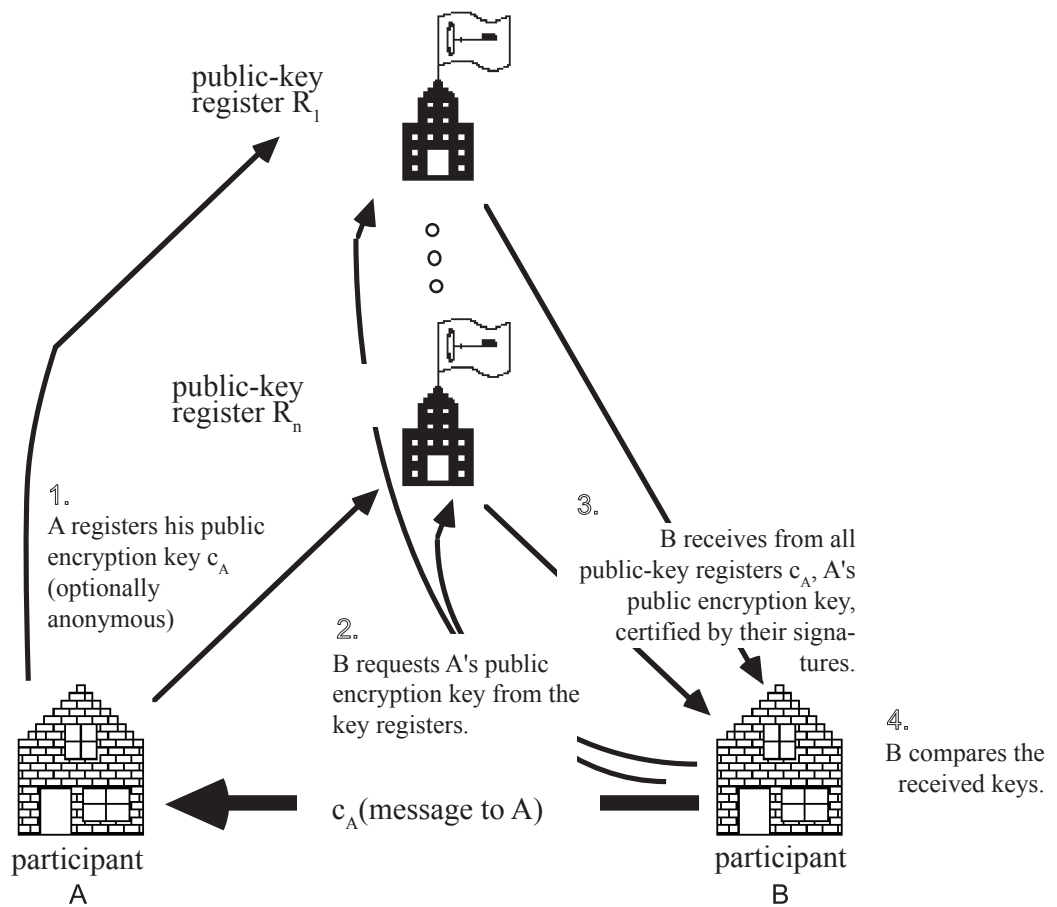 public-key
register R1
public-key
register Rn
1.
A registers his public
encryption key cA
(optionally
anonymous)
2.
B requests A's public
encryption key from the
key registers.
3.
B receives from all
public-key registers cA, A's
public encryption key,
certified by their signa-
tures.
4.
B compares the
received keys.
cA(message to A)
participant
A
participant
B